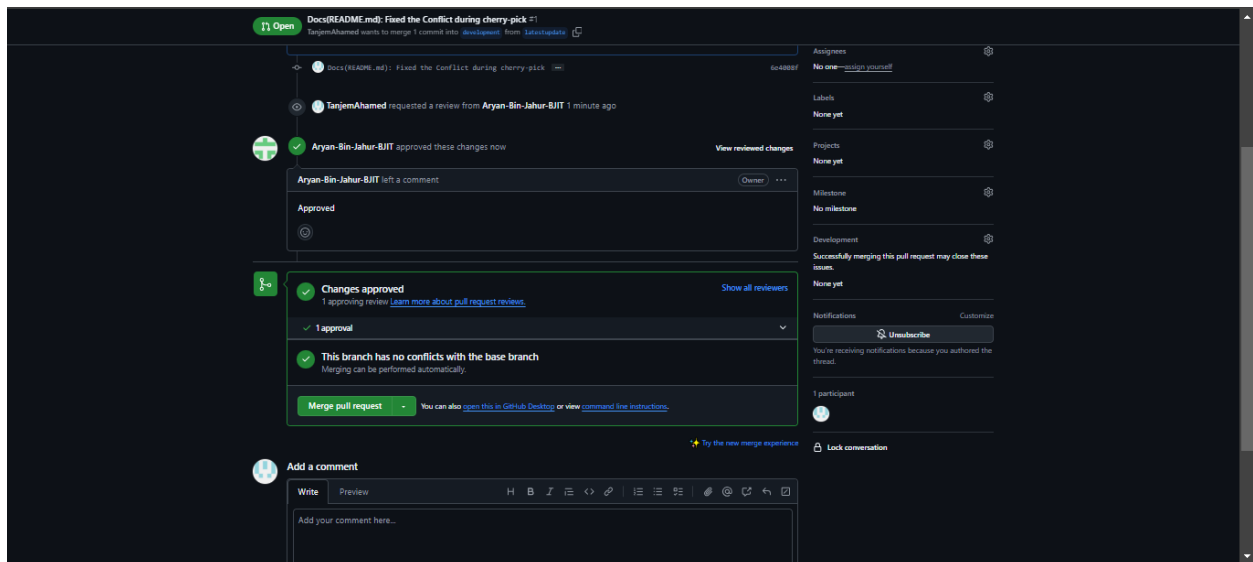 Open
Docs(README.md): Fixed the Conflict during cherry-pick #1
TanjemAhamed wants to merge 1 commit into development from latestupdate
Docs(README.md): Fixed the Conflict during cherry-pick
TanjemAhamed requested a review from Aryan-Bin-Jahur-BJIT 1 minute ago
Aryan-Bin-Jahur-BJIT approved these changes now
View reviewed changes
Aryan-Bin-Jahur-BJIT left a comment
Owner
Approved
Changes approved
1 approving review Learn more about pull request reviews.
Show all reviewers
1 approval
This branch has no conflicts with the base branch
Merging can be performed automatically.
Merge pull request
You can also open this in GitHub Desktop or view command line instructions.
Try the new merge experience
Add a comment
Write
Preview
Add your comment here...
Assignees
No one—assign yourself
Labels
None yet
Projects
None yet
Milestone
No milestone
Development
Successfully merging this pull request may close these
issues.
None yet
Notifications
Customize
Unsubscribe
You're receiving notifications because you authored the
thread.
1 participant
Lock conversation